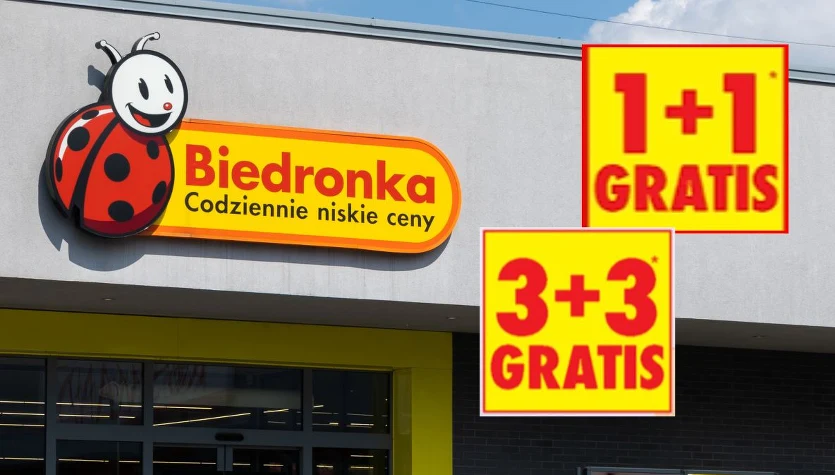 Biedronka
Codziennie niskie ceny
1+1*
GRATIS
3+3*
GRATIS